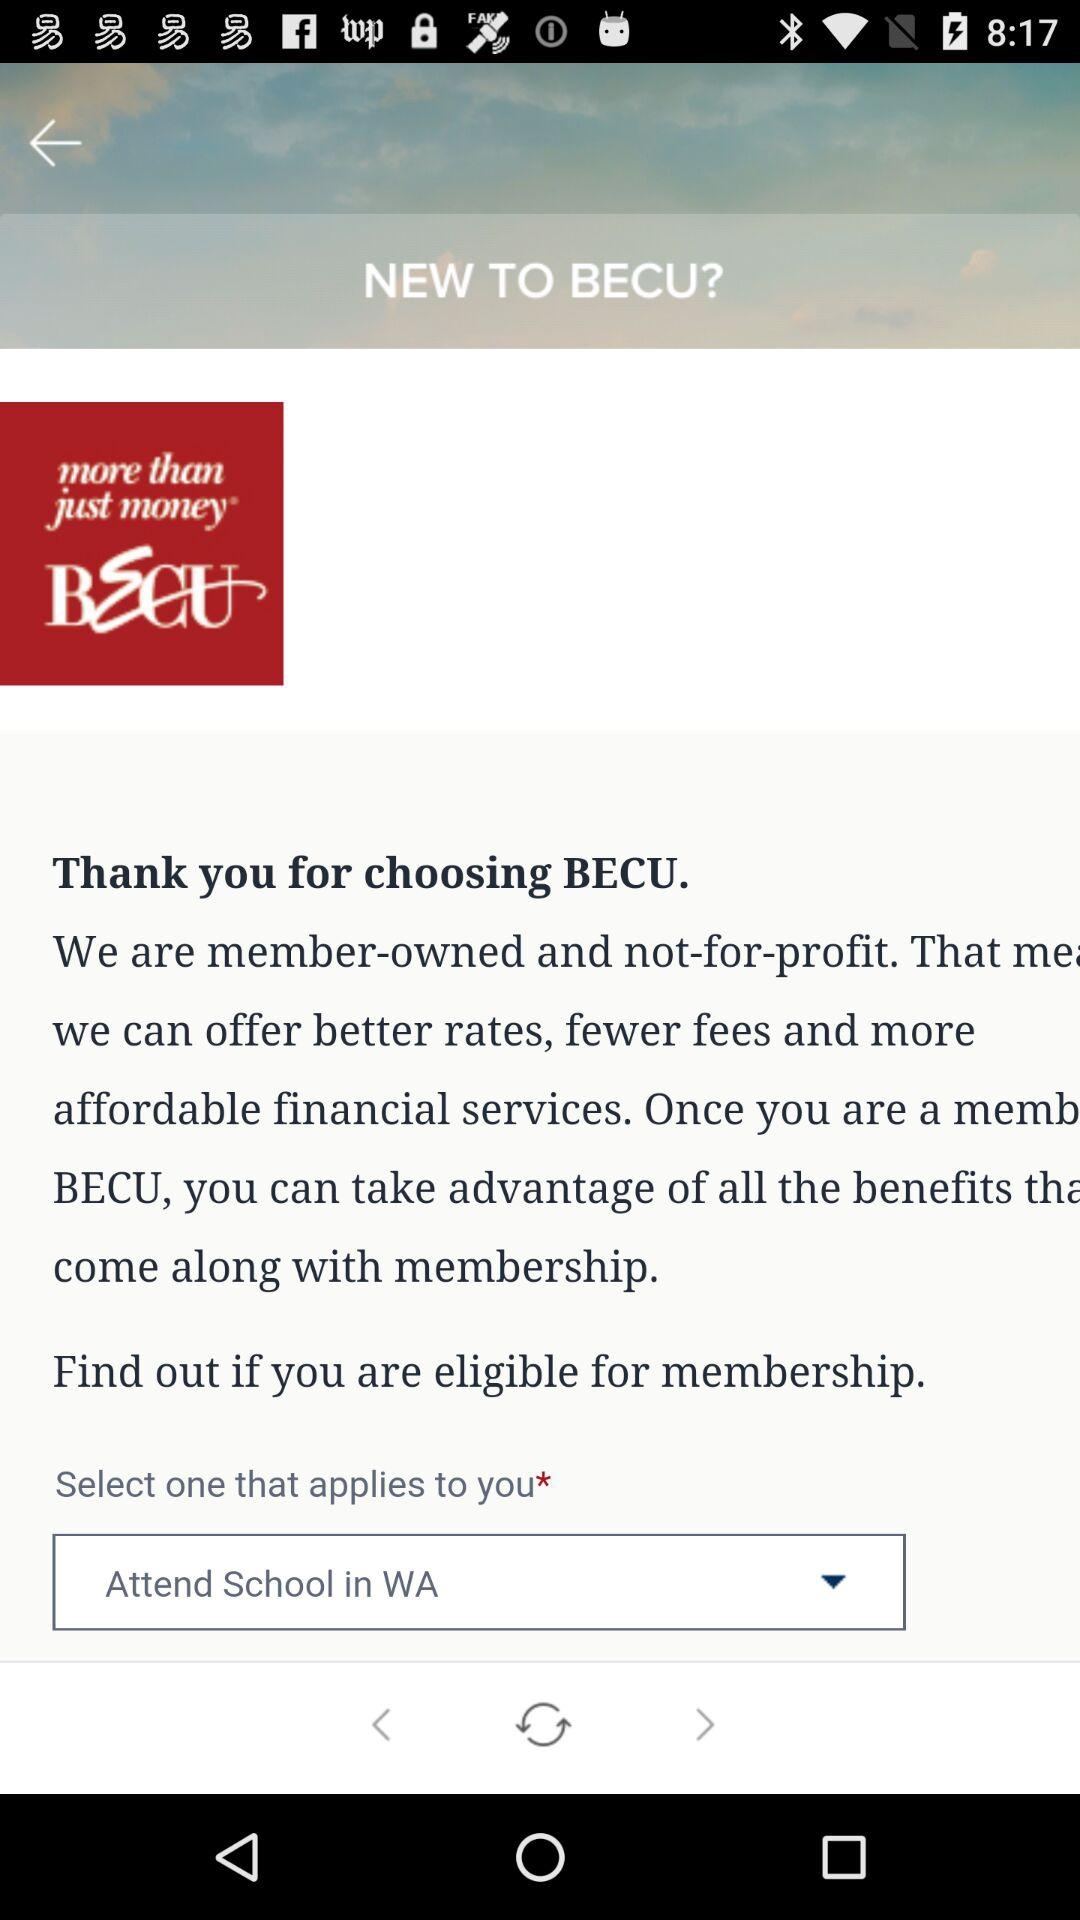 FAKE
8:17
NEW TO BECU?
more than
just money®
BECU
Thank you for choosing BECU.
We are member-owned and not-for-profit. That mea
we can offer better rates, fewer fees and more
affordable financial services. Once you are a memb
BECU, you can take advantage of all the benefits tha
come along with membership.
Find out if you are eligible for membership.
Select one that applies to you*
Attend School in WA